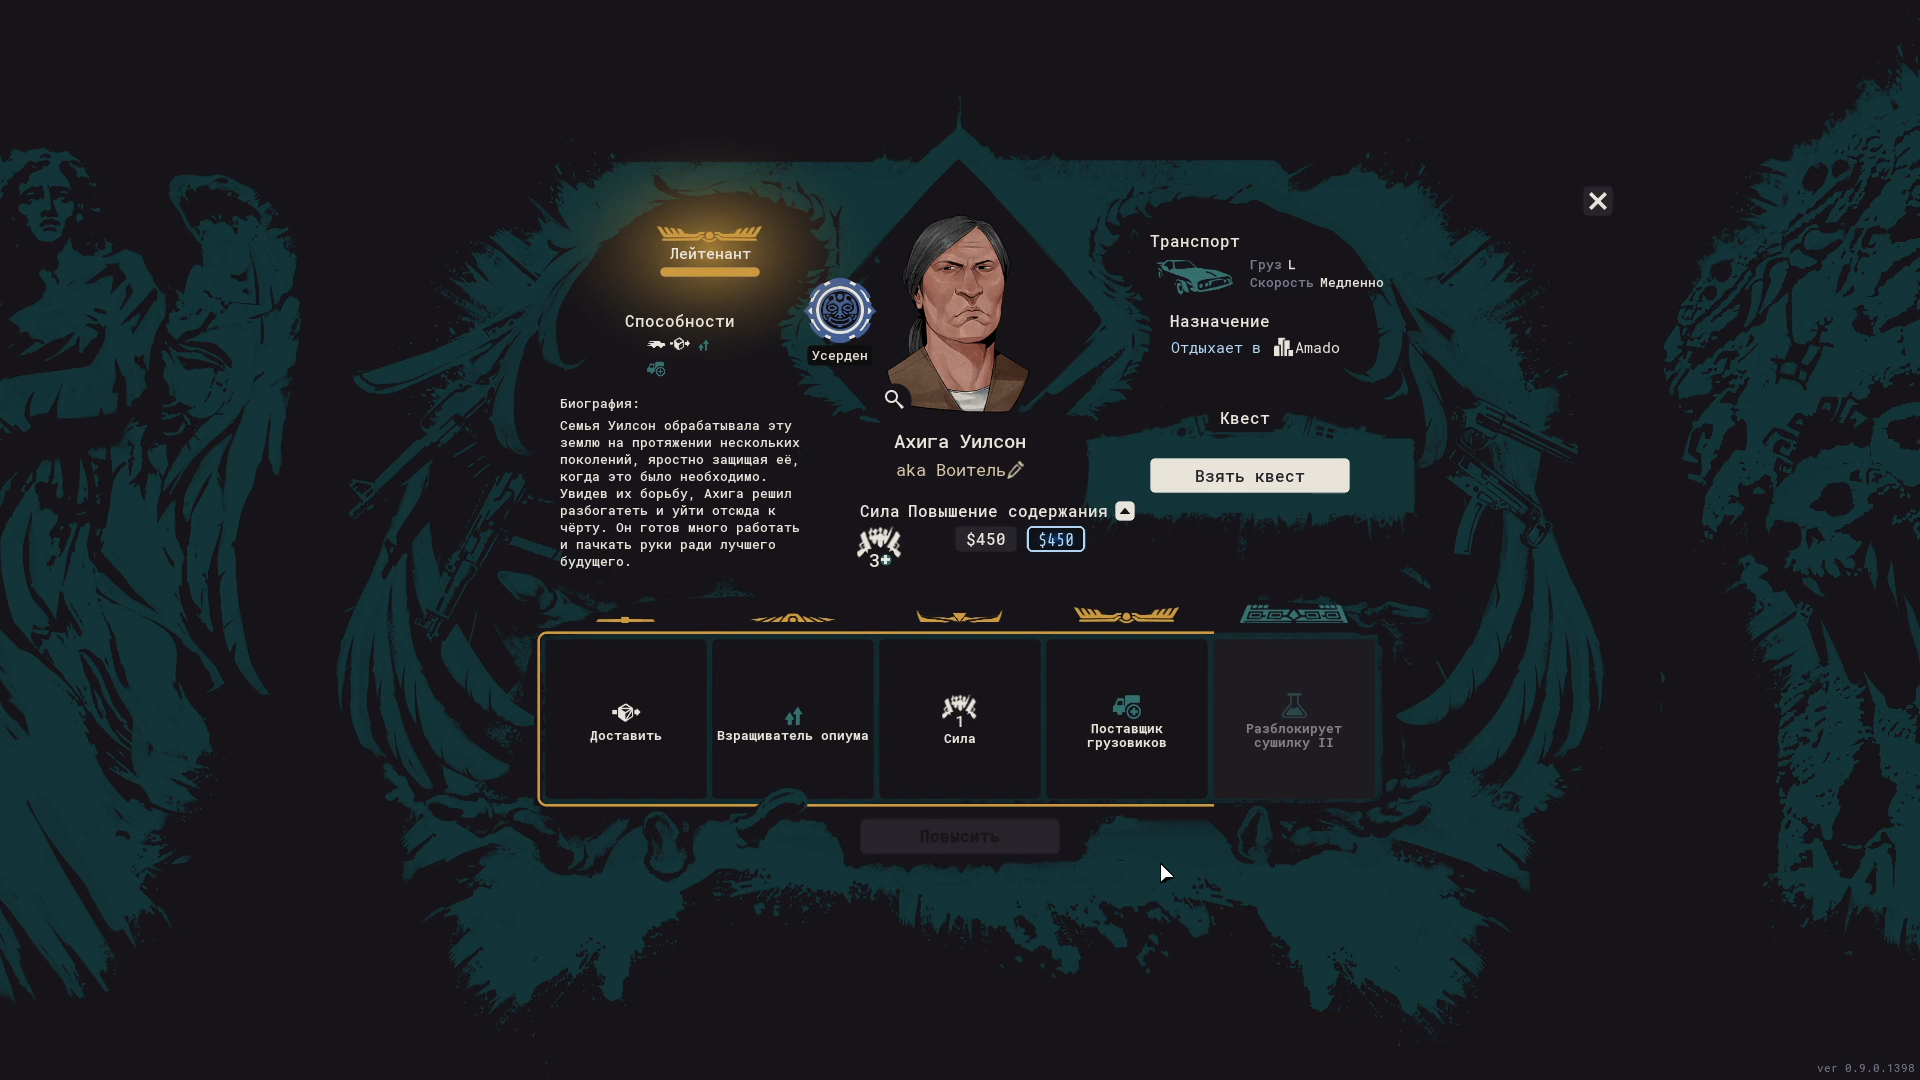 Лейтенант
Способности
Биография:
Семья Уилсон обрабатывала эту
землю на протяжении нескольких
поколений, яростно защищая её,
когда это было необходимо.
Увидев их борьбу, Ахига решил
разбогатеть и уйти отсюда к
чёрту. Он готов много работать
и пачкать руки ради лучшего
будущего.
Усерден
Ахига Уилсон
aka Воитель
Сила Повышение содержания
3
$450 $450
Транспорт
Груз L
Скорость Медленно
Назначение
Отдыхает в Amado
Квест
Взять квест
Доставить
Взращиватель опиума
1
Сила
Поставщик
грузовиков
Разблокирует
сушилку II
Повысить
ver 0.9.0.1398